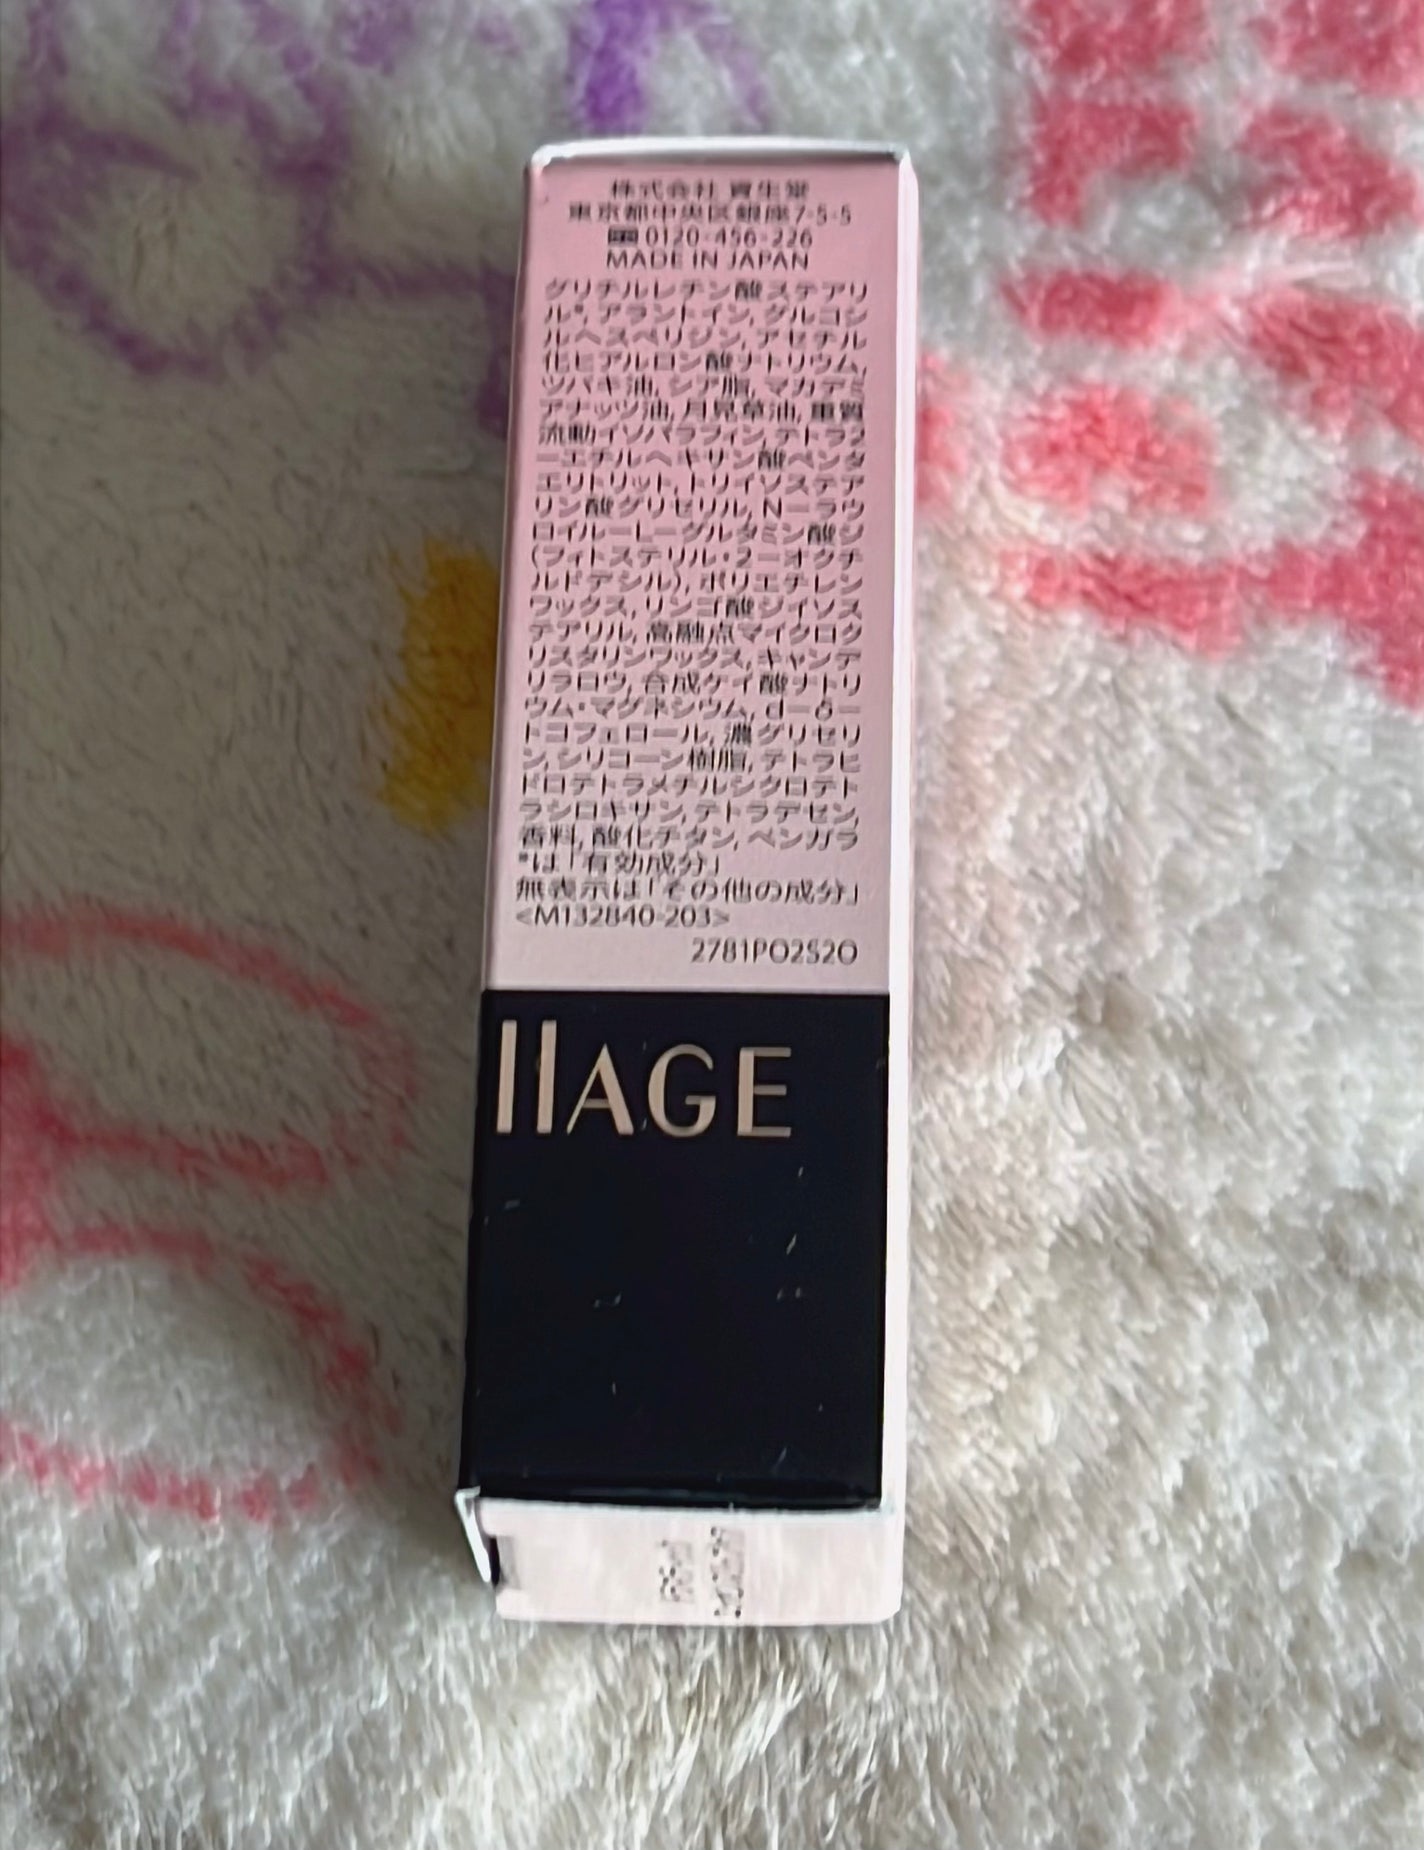 株式会社 資生堂
東京都中央区銀座7-5-5
0120-456-226
MADE IN JAPAN
グリチルレチン酸ステアリ
ル*, アラントイン, グルコシ
ルヘスペリジン, アセチル
化ヒアルロン酸ナトリウム,
ツバキ油, シア脂, マカデミ
アナッツ油, 月見草油, 重質
流動イソパラフィン, テトラ2
ーエチルヘキサン酸ペンタ
エリトリット, トリイソステア
リン酸グリセリル, Nーラウ
ロイルーLーグルタミン酸ジ
(フィトステリル・2ーオクチ
ルドデシル), ポリエチレン
ワックス, リンゴ酸ジイソス
テアリル, 高融点マイクロク
リスタリンワックス, キャンデ
リラロウ, 合成ケイ酸ナトリ
ウム・マグネシウム, dーδー
トコフェロール, 濃グリセリ
ン, シリコーン樹脂, テトラヒ
ドロテトラメチルシクロテト
ラシロキサン, テトラデセン,
香料, 酸化チタン, ベンガラ
*は「有効成分」
無表示は「その他の成分」
<M132840-203>
2781PO2S2O
llAGE